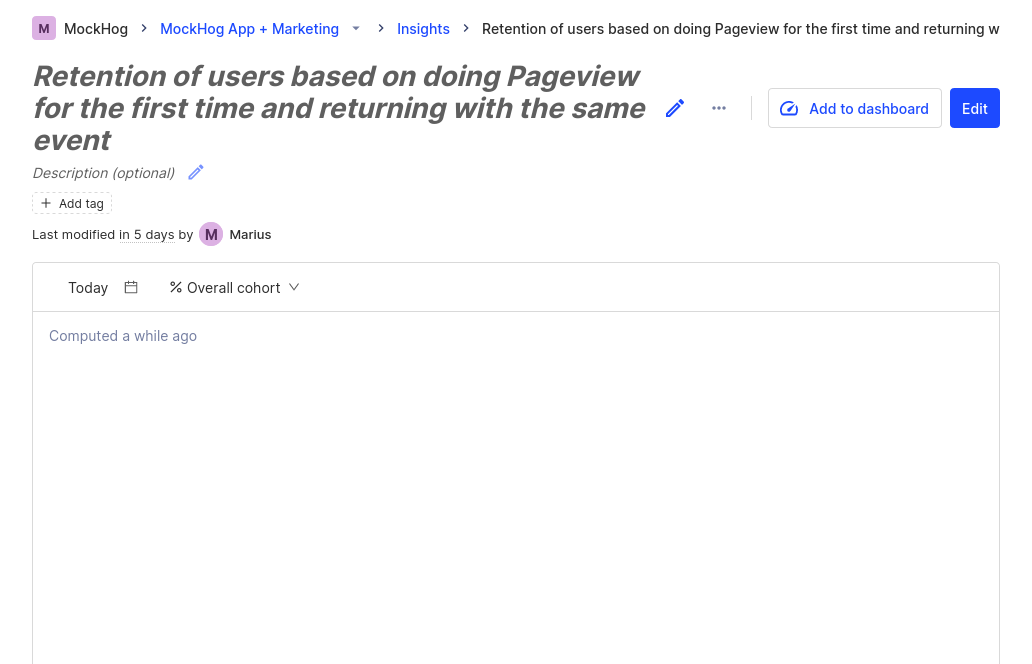 M MockHog > MockHog App + Marketing > Insights > Retention of users based on doing Pageview for the first time and returning w
Retention of users based on doing Pageview
for the first time and returning with the same
event
Add to dashboard
Edit
Description (optional)
+ Add tag
Last modified in 5 days by M Marius
Today
% Overall cohort
Computed a while ago